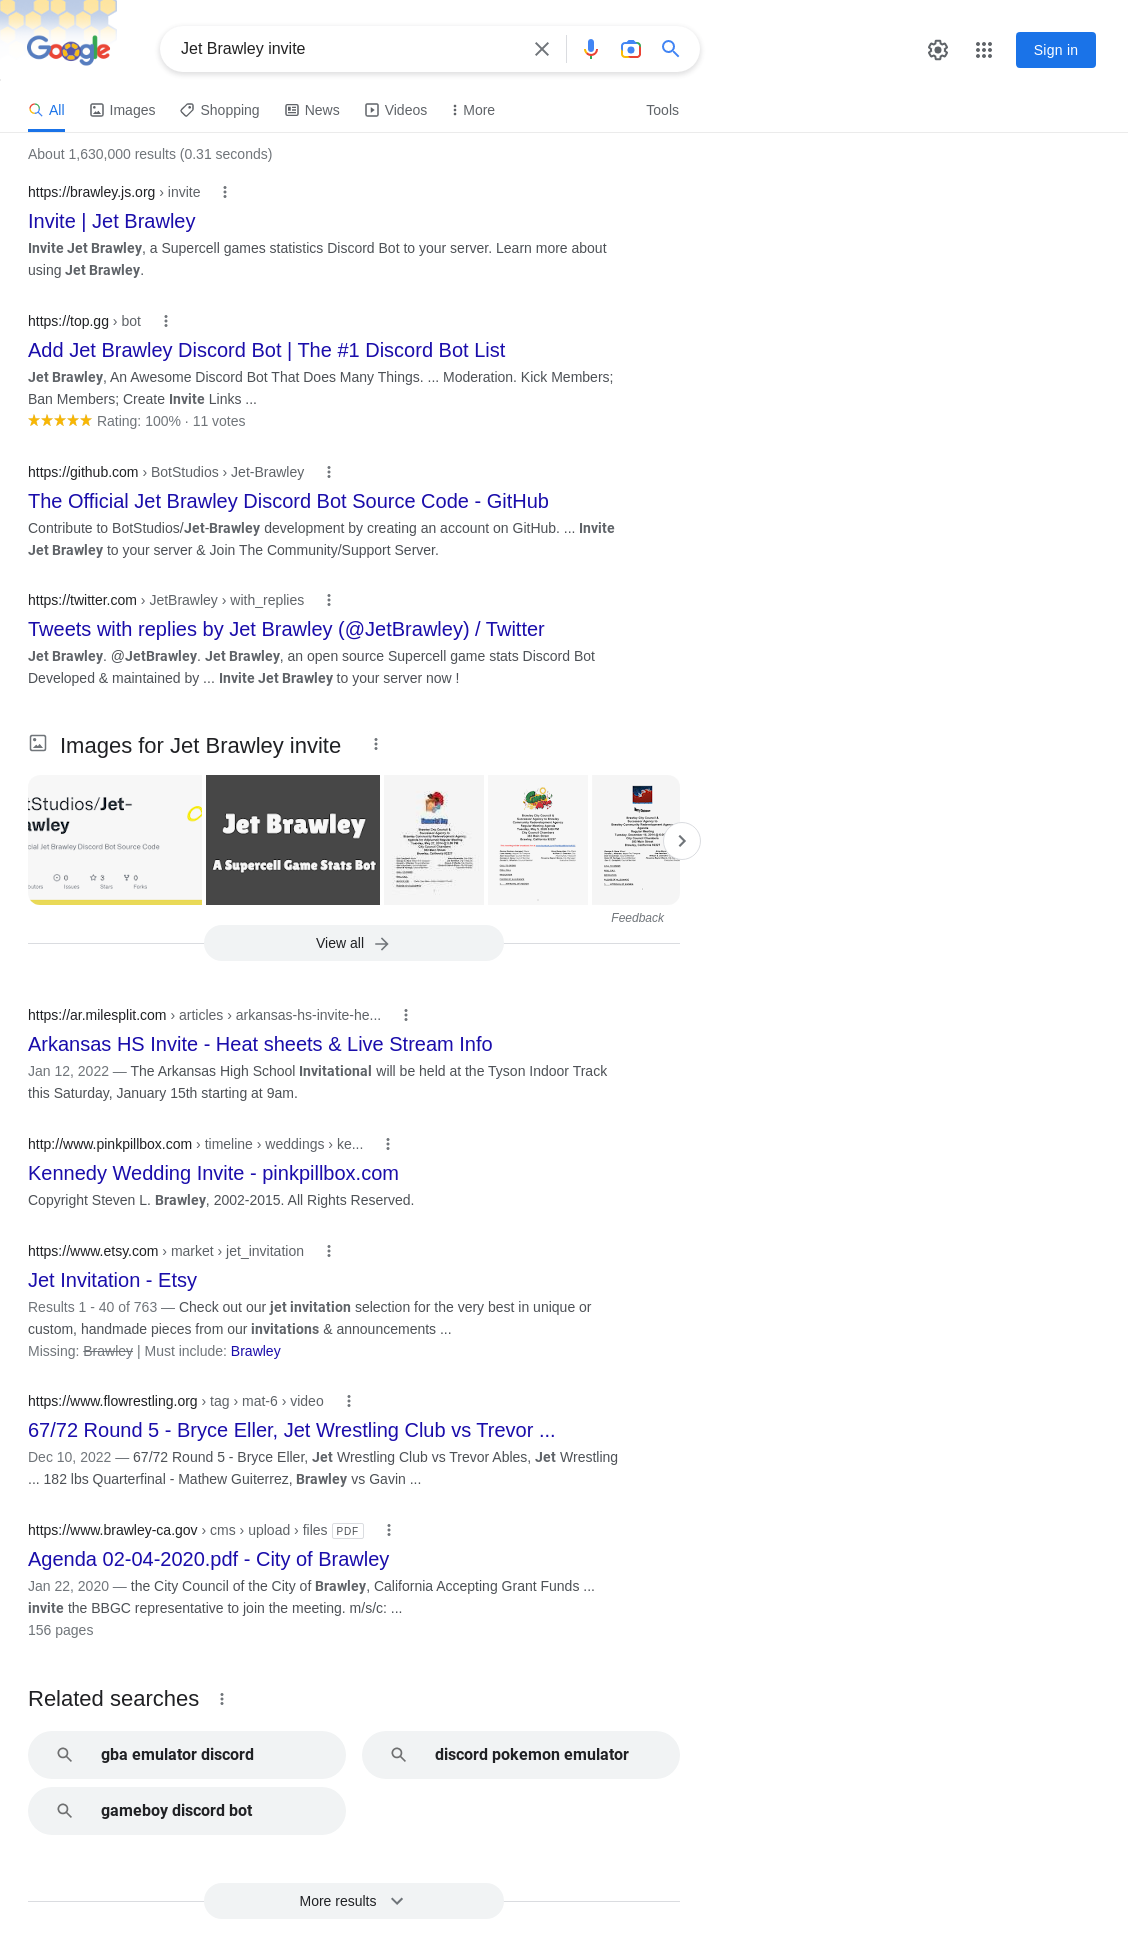 Google
Jet Brawley invite
Sign in
All
Images
Shopping
News
Videos
More
Tools
About 1,630,000 results (0.31 seconds)
https://brawley.js.org › invite
Invite | Jet Brawley
Invite Jet Brawley, a Supercell games statistics Discord Bot to your server. Learn more about
using Jet Brawley.
https://top.gg › bot
Add Jet Brawley Discord Bot | The #1 Discord Bot List
Jet Brawley, An Awesome Discord Bot That Does Many Things. ... Moderation. Kick Members;
Ban Members; Create Invite Links ...
Rating: 100% · 11 votes
https://github.com › BotStudios › Jet-Brawley
The Official Jet Brawley Discord Bot Source Code - GitHub
Contribute to BotStudios/Jet-Brawley development by creating an account on GitHub. ... Invite
Jet Brawley to your server & Join The Community/Support Server.
https://twitter.com › JetBrawley › with_replies
Tweets with replies by Jet Brawley (@JetBrawley) / Twitter
Jet Brawley. @JetBrawley. Jet Brawley, an open source Supercell game stats Discord Bot
Developed & maintained by ... Invite Jet Brawley to your server now !
Images for Jet Brawley invite
tStudios/Jet-
wley
cial Jet Brawley Discord Bot Source Code
0
3
0
Issues
Stars
Forks
Jet Brawley
A Supercell Game Stats Bot
Memorial Day
Feedback
View all
https://ar.milesplit.com › articles › arkansas-hs-invite-he...
Arkansas HS Invite - Heat sheets & Live Stream Info
Jan 12, 2022 — The Arkansas High School Invitational will be held at the Tyson Indoor Track
this Saturday, January 15th starting at 9am.
http://www.pinkpillbox.com › timeline › weddings › ke...
Kennedy Wedding Invite - pinkpillbox.com
Copyright Steven L. Brawley, 2002-2015. All Rights Reserved.
https://www.etsy.com › market › jet_invitation
Jet Invitation - Etsy
Results 1 - 40 of 763 — Check out our jet invitation selection for the very best in unique or
custom, handmade pieces from our invitations & announcements ...
Missing: Brawley | Must include: Brawley
https://www.flowrestling.org › tag › mat-6 › video
67/72 Round 5 - Bryce Eller, Jet Wrestling Club vs Trevor ...
Dec 10, 2022 — 67/72 Round 5 - Bryce Eller, Jet Wrestling Club vs Trevor Ables, Jet Wrestling
... 182 lbs Quarterfinal - Mathew Guiterrez, Brawley vs Gavin ...
https://www.brawley-ca.gov › cms › upload › files PDF
Agenda 02-04-2020.pdf - City of Brawley
Jan 22, 2020 — the City Council of the City of Brawley, California Accepting Grant Funds ...
invite the BBGC representative to join the meeting. m/s/c: ...
156 pages
Related searches
gba emulator discord
discord pokemon emulator
gameboy discord bot
More results